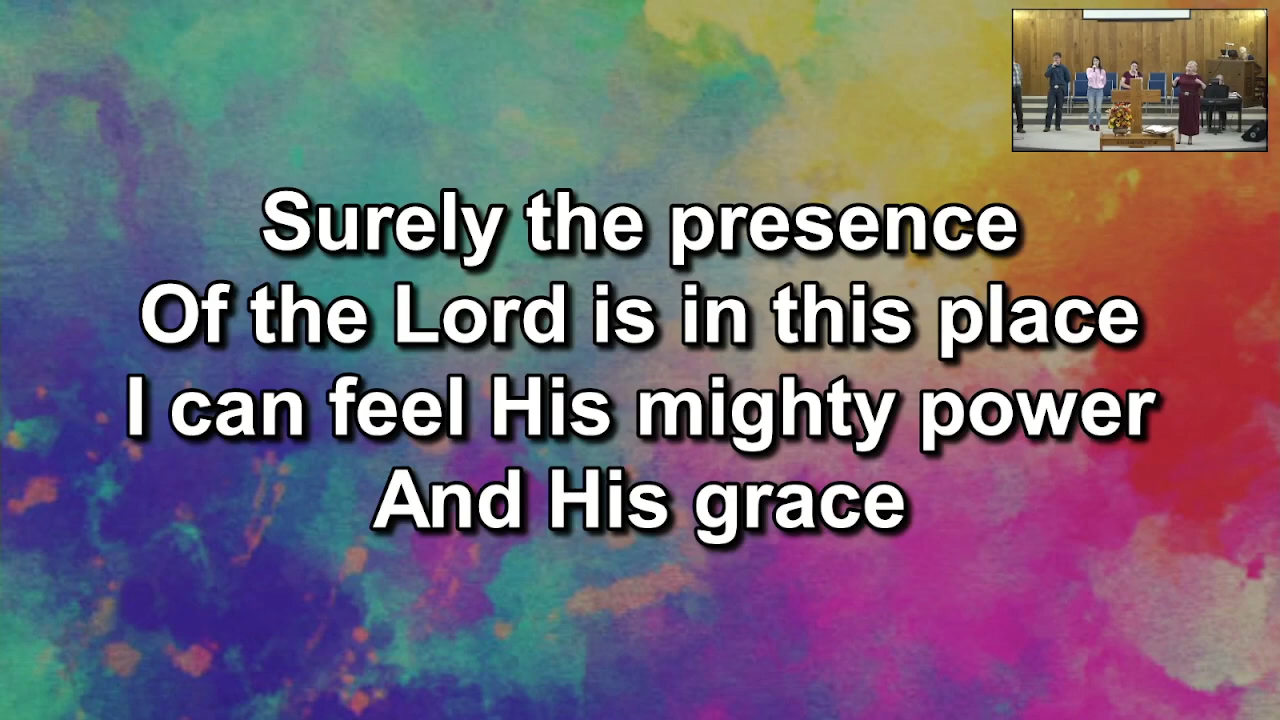 Surely the presence
Of the Lord is in this place
I can feel His mighty power
And His grace